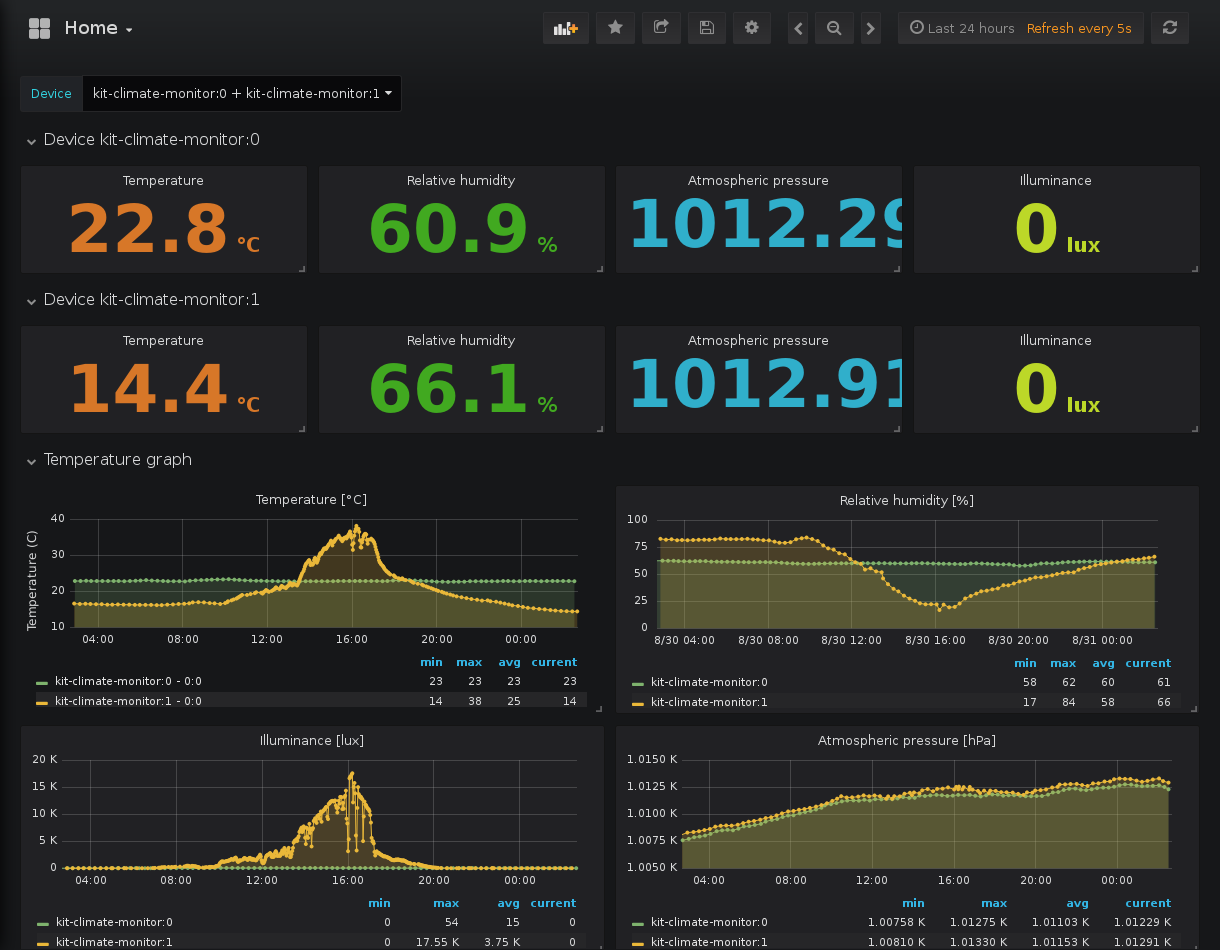 Home
Last 24 hours Refresh every 5s
Device kit-climate-monitor:0 + kit-climate-monitor:1
Device kit-climate-monitor:0
Temperature Relative humidity Atmospheric pressure Illuminance
22.8 °C 60.9 % 1012.29 0 lux
Device kit-climate-monitor:1
Temperature Relative humidity Atmospheric pressure Illuminance
14.4 °C 66.1 % 1012.91 0 lux
Temperature graph
Temperature [°C]
Temperature (C)
40
30
20
10
04:00 08:00 12:00 16:00 20:00 00:00
min max avg current
kit-climate-monitor:0 - 0:0 23 23 23 23
kit-climate-monitor:1 - 0:0 14 38 25 14
Relative humidity [%]
100
75
50
25
0
8/30 04:00 8/30 08:00 8/30 12:00 8/30 16:00 8/30 20:00 8/31 00:00
min max avg current
kit-climate-monitor:0 58 62 60 61
kit-climate-monitor:1 17 84 58 66
Illuminance [lux]
20 K
15 K
10 K
5 K
0
04:00 08:00 12:00 16:00 20:00 00:00
min max avg current
kit-climate-monitor:0 0 54 15 0
kit-climate-monitor:1 0 17.55 K 3.75 K 0
Atmospheric pressure [hPa]
1.0150 K
1.0125 K
1.0100 K
1.0075 K
1.0050 K
04:00 08:00 12:00 16:00 20:00 00:00
min max avg current
kit-climate-monitor:0 1.00758 K 1.01275 K 1.01103 K 1.01229 K
kit-climate-monitor:1 1.00810 K 1.01330 K 1.01153 K 1.01291 K